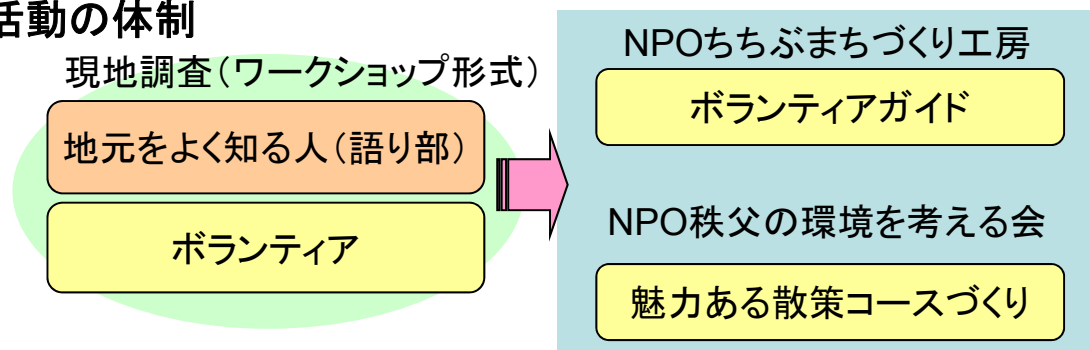 活動の体制
現地調査（ワークショップ形式）
地元をよく知る人（語り部）
ボランティア
NPOちちぶまちづくり工房
ボランティアガイド
NPO秩父の環境を考える会
魅力ある散策コースづくり